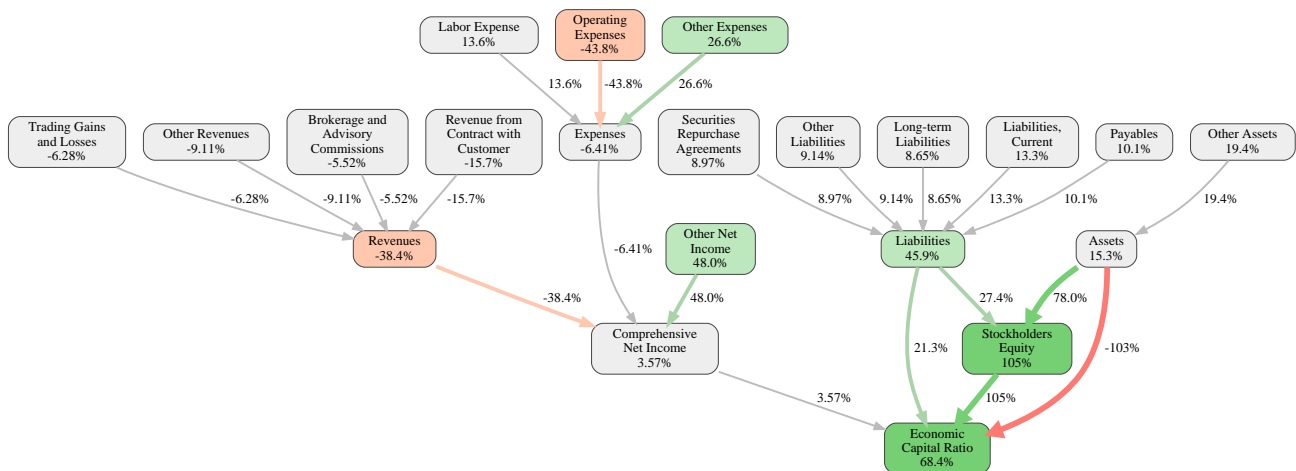 Labor Expense
13.6%
Operating
Expenses
-43.8%
Other Expenses
26.6%
13.6%
-43.8%
26.6%
Trading Gains
and Losses
-6.28%
Other Revenues
-9.11%
Brokerage and
Advisory
Commissions
-5.52%
Revenue from
Contract with
Customer
-15.7%
Expenses
-6.41%
Securities
Repurchase
Agreements
8.97%
Other
Liabilities
9.14%
Long-term
Liabilities
8.65%
Liabilities,
Current
13.3%
Payables
10.1%
Other Assets
19.4%
-6.28%
-9.11%
-5.52%
-15.7%
8.97%
9.14%
8.65%
13.3%
10.1%
19.4%
Revenues
-38.4%
-6.41%
Other Net
Income
48.0%
Liabilities
45.9%
Assets
15.3%
-38.4%
48.0%
27.4%
78.0%
Comprehensive
Net Income
3.57%
21.3%
Stockholders
Equity
105%
-103%
3.57%
105%
Economic
Capital Ratio
68.4%